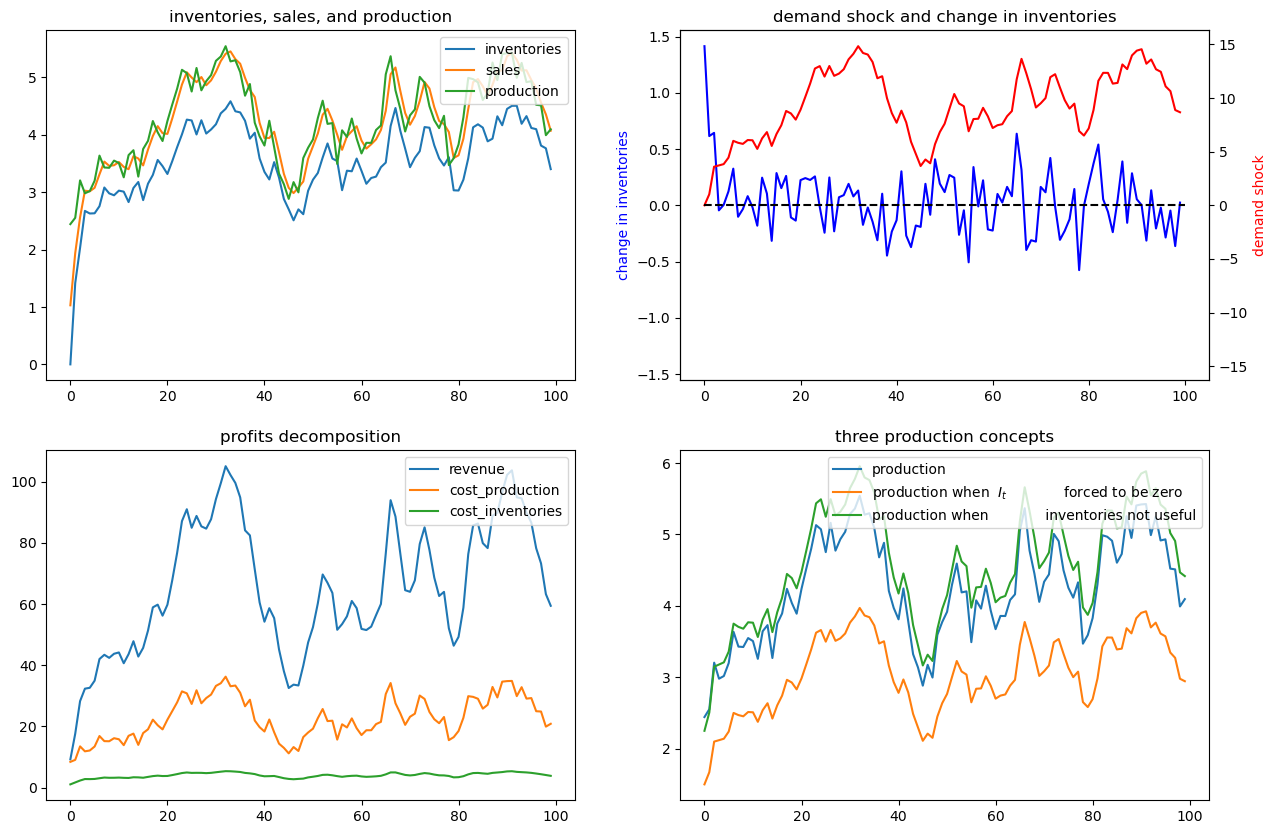 inventories, sales, and production
inventories
sales
production
5
4
3
2
1
0
0 20 40 60 80 100
demand shock and change in inventories
change in inventories
1.5
1.0
0.5
0.0
−0.5
−1.0
−1.5
15
10
5
0
−5
−10
−15
demand shock
0 20 40 60 80 100
profits decomposition
revenue
cost_production
cost_inventories
100
80
60
40
20
0
0 20 40 60 80 100
three production concepts
production
production when I_t forced to be zero
production when inventories not useful
6
5
4
3
2
0 20 40 60 80 100